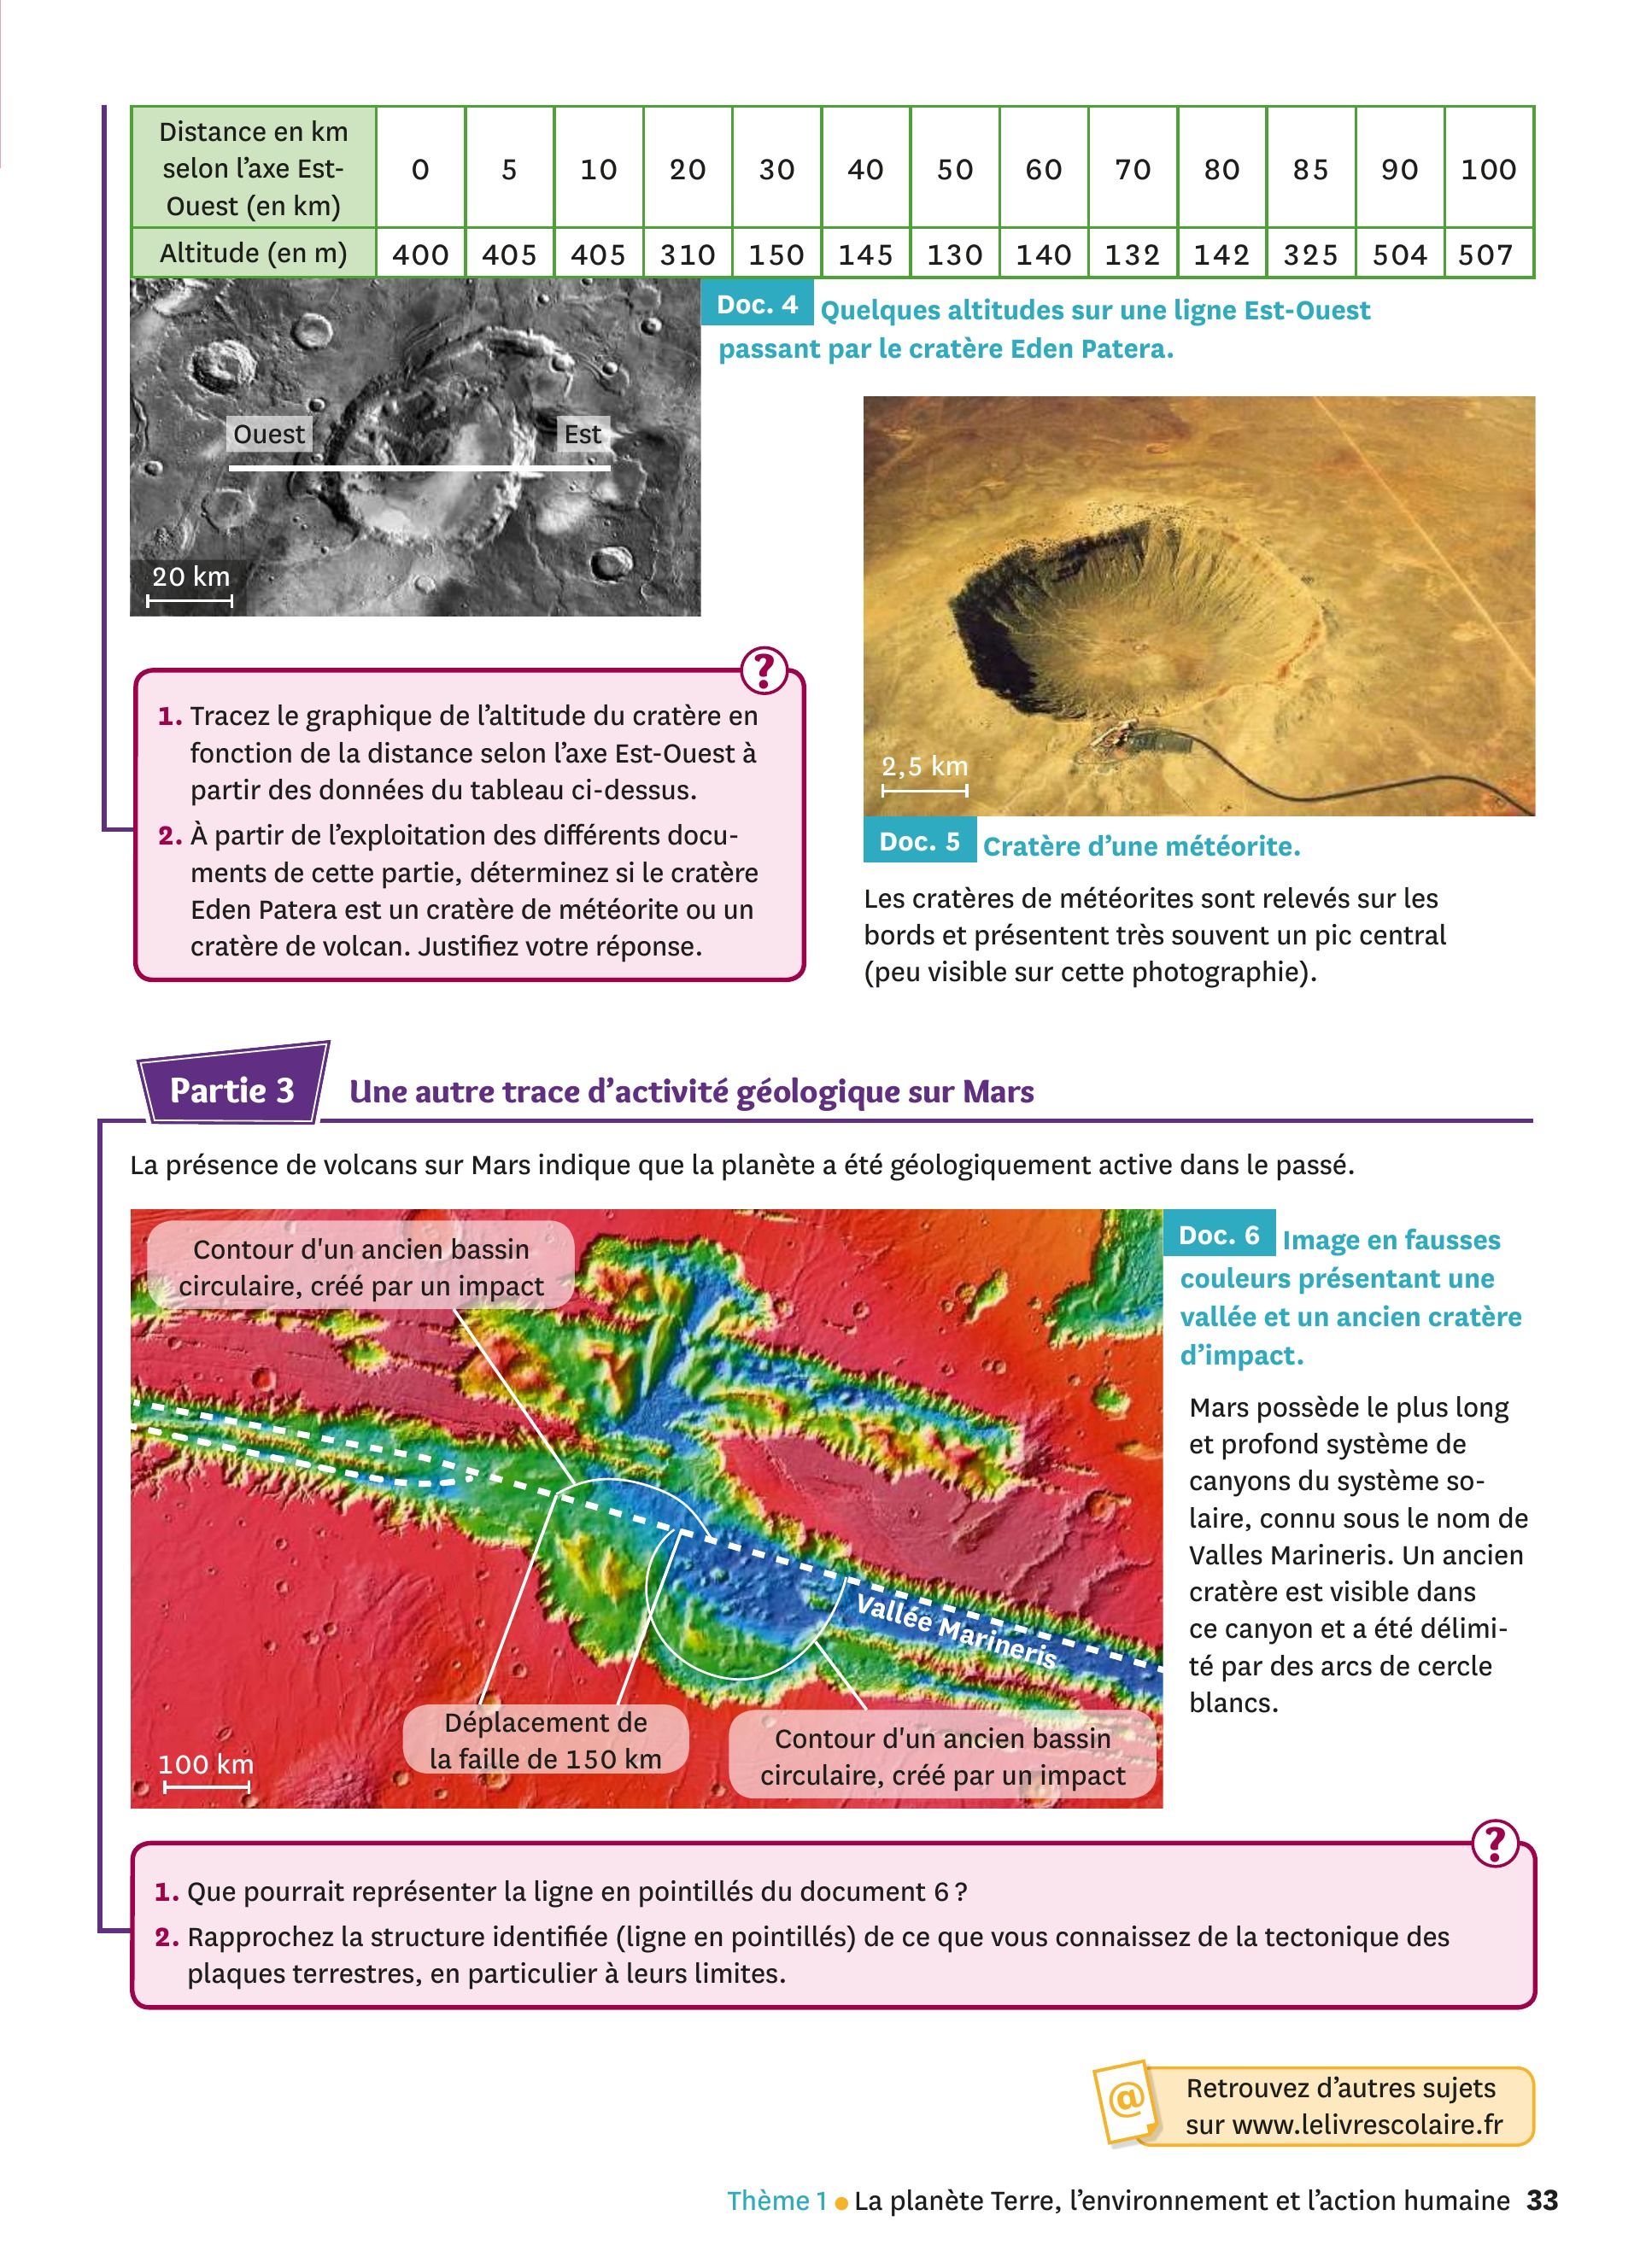 Distance en km
selon l’axe Est-
Ouest (en km)
0 5 10 20 30 40 50 60 70 80 85 90 100
Altitude (en m) 400 405 405 310 150 145 130 140 132 142 325 504 507
Doc. 4 Quelques altitudes sur une ligne Est-Ouest
passant par le cratère Eden Patera.
Ouest
Est
20 km
1. Tracez le graphique de l’altitude du cratère en
fonction de la distance selon l’axe Est-Ouest à
partir des données du tableau ci-dessus.
2. À partir de l’exploitation des différents docu-
ments de cette partie, déterminez si le cratère
Eden Patera est un cratère de météorite ou un
cratère de volcan. Justifiez votre réponse.
?
2,5 km
Doc. 5 Cratère d’une météorite.
Les cratères de météorites sont relevés sur les
bords et présentent très souvent un pic central
(peu visible sur cette photographie).
Partie 3 Une autre trace d’activité géologique sur Mars
La présence de volcans sur Mars indique que la planète a été géologiquement active dans le passé.
Contour d'un ancien bassin
circulaire, créé par un impact
Vallée Marineris
Déplacement de
la faille de 150 km
Contour d'un ancien bassin
circulaire, créé par un impact
100 km
Doc. 6 Image en fausses
couleurs présentant une
vallée et un ancien cratère
d’impact.
Mars possède le plus long
et profond système de
canyons du système so-
laire, connu sous le nom de
Valles Marineris. Un ancien
cratère est visible dans
ce canyon et a été délimi-
té par des arcs de cercle
blancs.
?
1. Que pourrait représenter la ligne en pointillés du document 6 ?
2. Rapprochez la structure identifiée (ligne en pointillés) de ce que vous connaissez de la tectonique des
plaques terrestres, en particulier à leurs limites.
@
Retrouvez d’autres sujets
sur www.lelivrescolaire.fr
Thème 1 • La planète Terre, l’environnement et l’action humaine 33